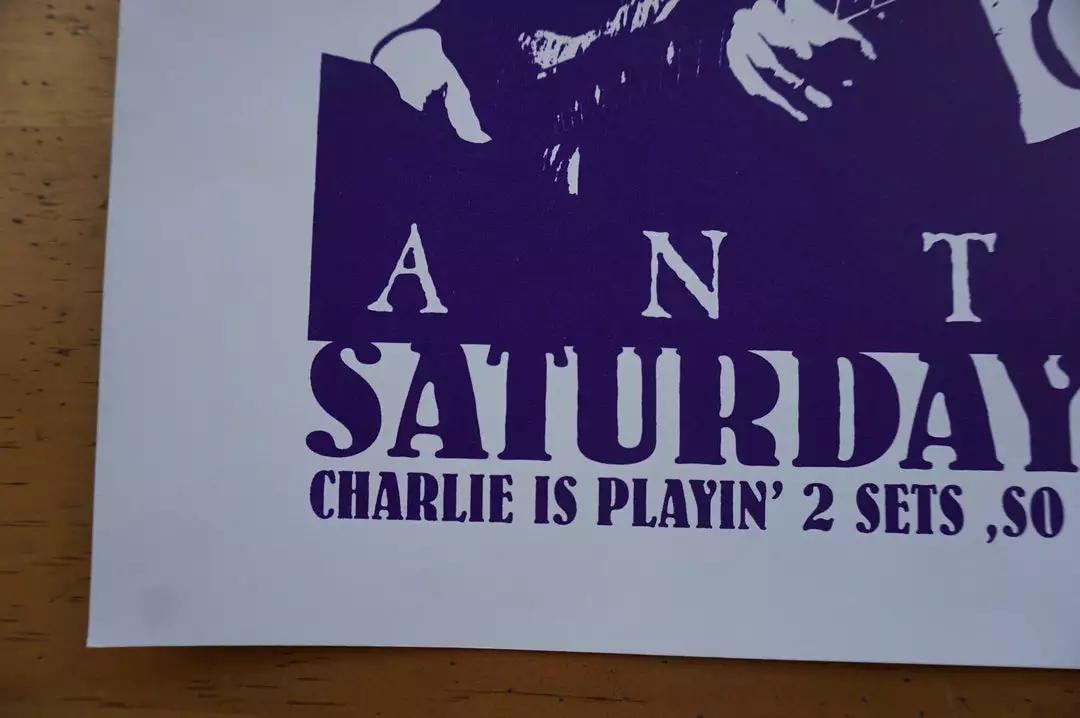 A N T
SATURDAY
CHARLIE IS PLAYIN' 2 SETS ,SO